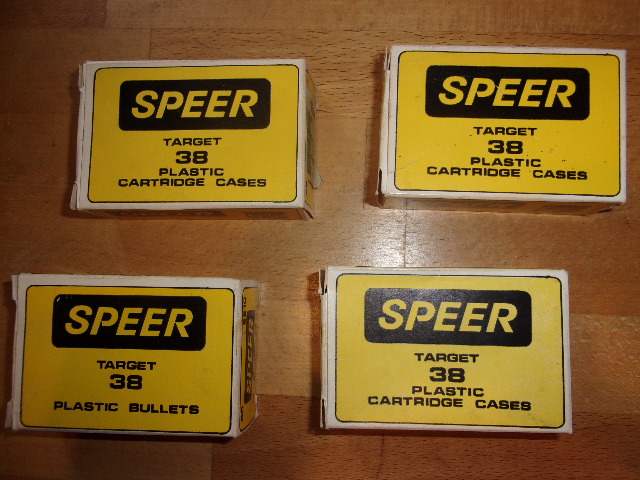 SPEER
TARGET
38
PLASTIC
CARTRIDGE CASES
SPEER
TARGET
38
PLASTIC
CARTRIDGE CASES
SPEER
TARGET
38
PLASTIC BULLETS
SPEER
SPEER
TARGET
38
PLASTIC
CARTRIDGE CASES